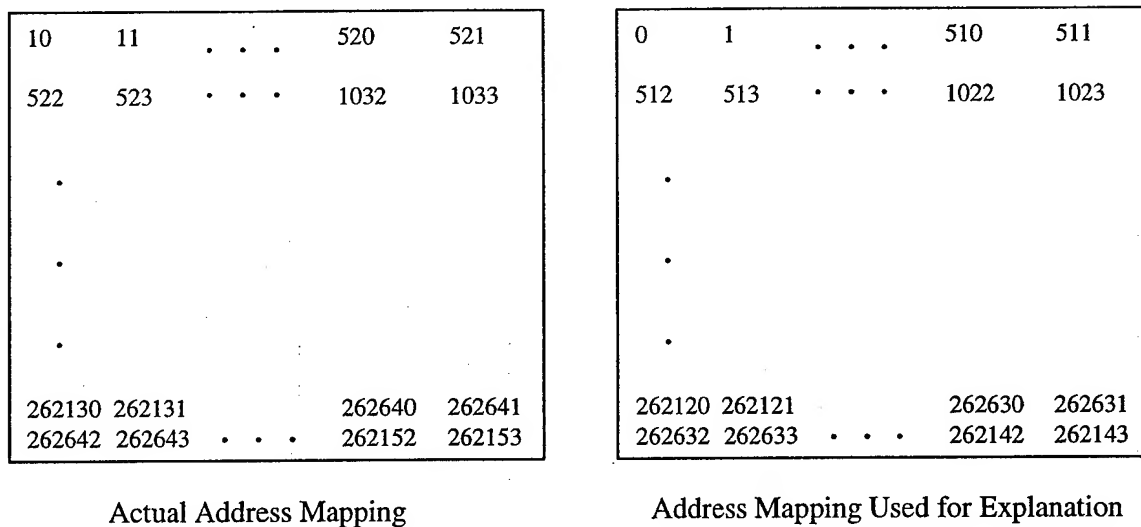 10 11 . . . 520 521
522 523 . . . 1032 1033
.
.
.
262130 262131 262640 262641
262642 262643 . . . 262152 262153
Actual Address Mapping
0 1 . . . 510 511
512 513 . . . 1022 1023
.
.
.
262120 262121 262630 262631
262632 262633 . . . 262142 262143
Address Mapping Used for Explanation